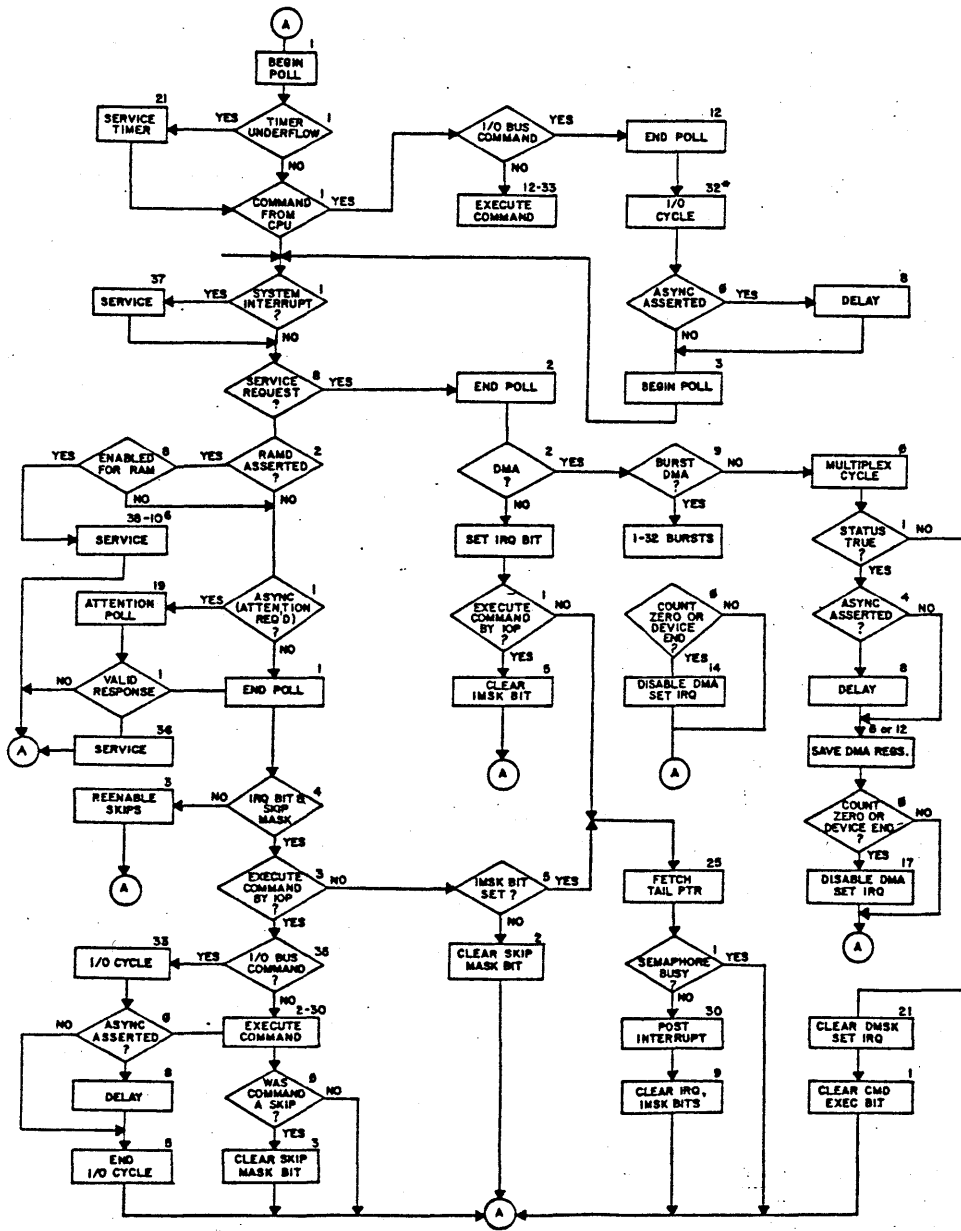 A
1
BEGIN
POLL
21
SERVICE
TIMER
YES
TIMER
UNDERFLOW
1
NO
COMMAND
FROM
CPU
1
YES
I/O BUS
COMMAND
YES
NO
12-33
EXECUTE
COMMAND
12
END POLL
32*
I/O
CYCLE
ASYNC
ASSERTED
∅
YES
8
DELAY
NO
3
BEGIN POLL
37
SERVICE
YES
SYSTEM
INTERRUPT
?
1
NO
SERVICE
REQUEST
?
8
YES
2
END POLL
YES
ENABLED
FOR RAM
8
YES
RAMD
ASSERTED
?
2
NO
NO
38-10
SERVICE
DMA
?
2
YES
BURST
DMA
?
9
NO
∅
MULTIPLEX
CYCLE
NO
YES
SET IRQ BIT
1-32 BURSTS
STATUS
TRUE
?
1
NO
YES
19
ATTENTION
POLL
YES
ASYNC
(ATTENTION
REQ'D)
?
1
NO
EXECUTE
COMMAND
BY IOP
?
1
NO
YES
COUNT
ZERO OR
DEVICE
END
?
∅
NO
YES
ASYNC
ASSERTED
?
4
NO
YES
NO
VALID
RESPONSE
1
1
END POLL
5
CLEAR
IMSK BIT
14
DISABLE DMA
SET IRQ
8
DELAY
A
34
SERVICE
A
A
8 or 12
SAVE DMA REGS.
3
REENABLE
SKIPS
NO
IRQ BIT &
SKIP
MASK
4
YES
COUNT
ZERO OR
DEVICE END
?
∅
NO
YES
A
EXECUTE
COMMAND
BY IOP
?
3
NO
YES
IMSK BIT
SET ?
5
YES
NO
25
FETCH
TAIL PTR
17
DISABLE DMA
SET IRQ
A
33
I/O CYCLE
YES
I/O BUS
COMMAND
?
NO
2
CLEAR SKIP
MASK BIT
SEMAPHORE
BUSY
?
1
YES
NO
NO
ASYNC
ASSERTED
?
∅
2-30
EXECUTE
COMMAND
30
POST
INTERRUPT
21
CLEAR DMSK
SET IRQ
8
DELAY
WAS
COMMAND
A SKIP
?
∅
NO
YES
9
CLEAR IRQ,
IMSK BITS
1
CLEAR CMD
EXEC BIT
5
END
I/O CYCLE
3
CLEAR SKIP
MASK BIT
A